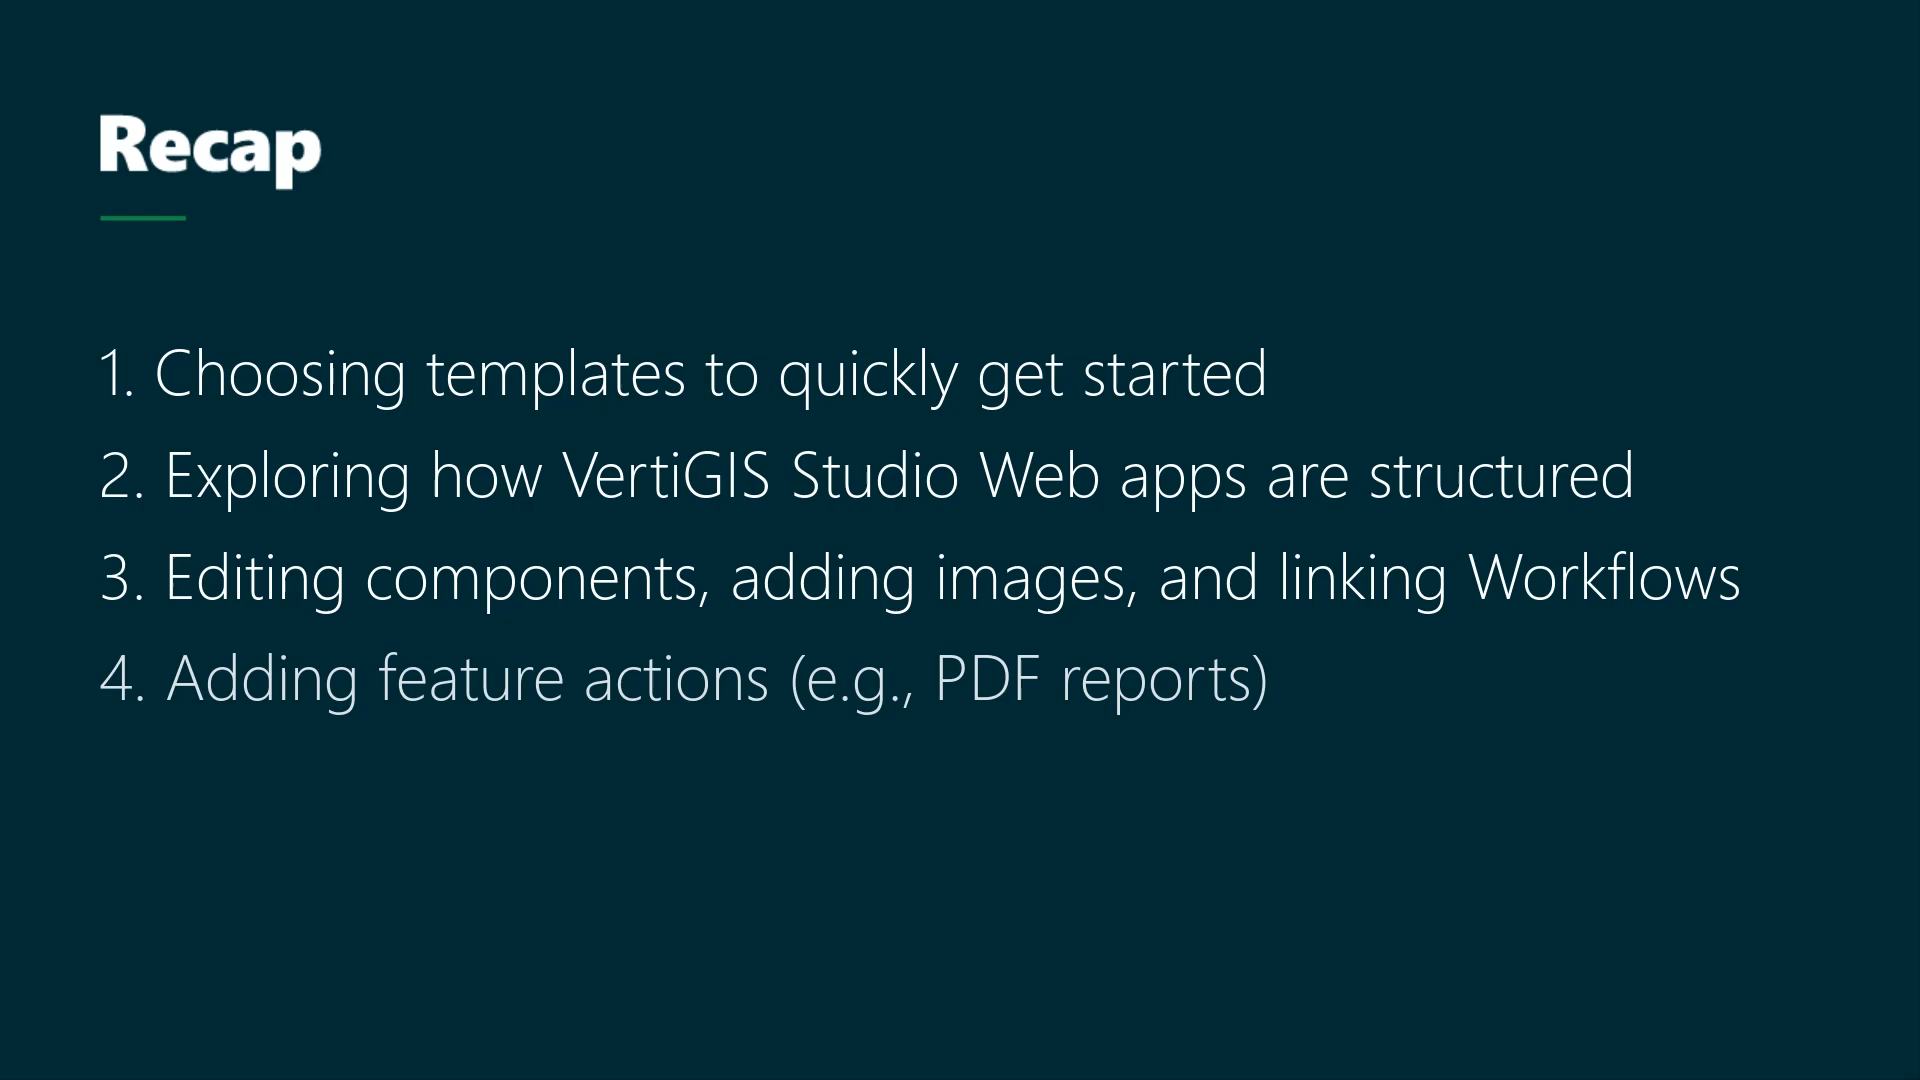 Recap
1. Choosing templates to quickly get started
2. Exploring how VertiGIS Studio Web apps are structured
3. Editing components, adding images, and linking Workflows
4. Adding feature actions (e.g., PDF reports)